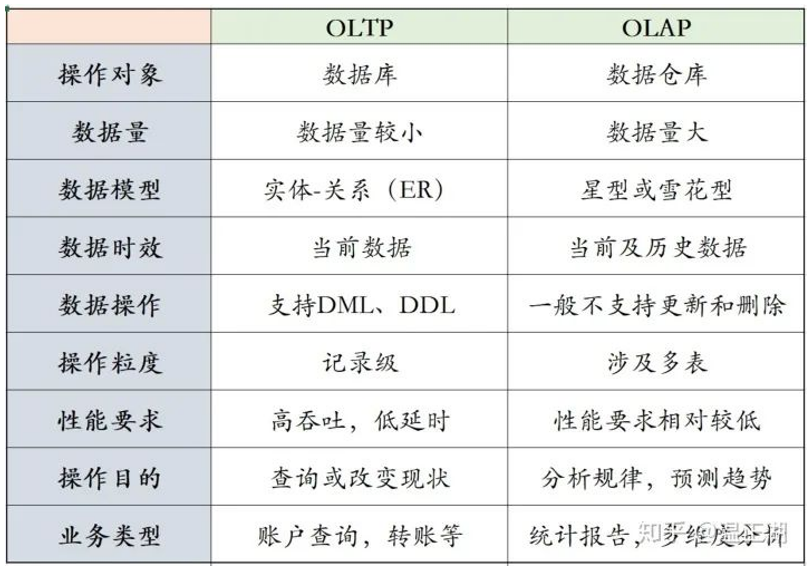 OLTP OLAP
操作对象 数据库 数据仓库
数据量 数据量较小 数据量大
数据模型 实体-关系（ER） 星型或雪花型
数据时效 当前数据 当前及历史数据
数据操作 支持DML、DDL 一般不支持更新和删除
操作粒度 记录级 涉及多表
性能要求 高吞吐，低延时 性能要求相对较低
操作目的 查询或改变现状 分析规律，预测趋势
业务类型 账户查询，转账等 统计报告，多维度分析
知乎 @温正湖